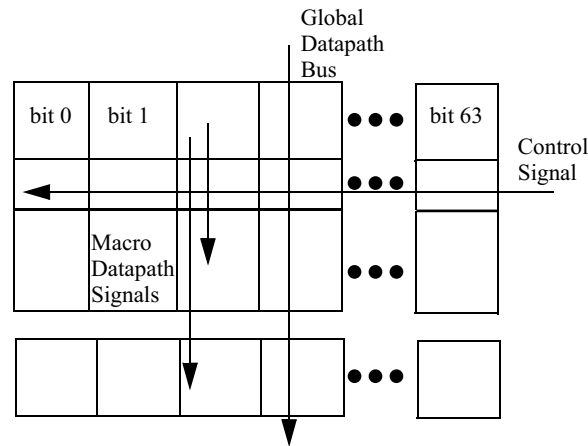 Global
Datapath
Bus
bit 0
bit 1
bit 63
Control
Signal
Macro
Datapath
Signals